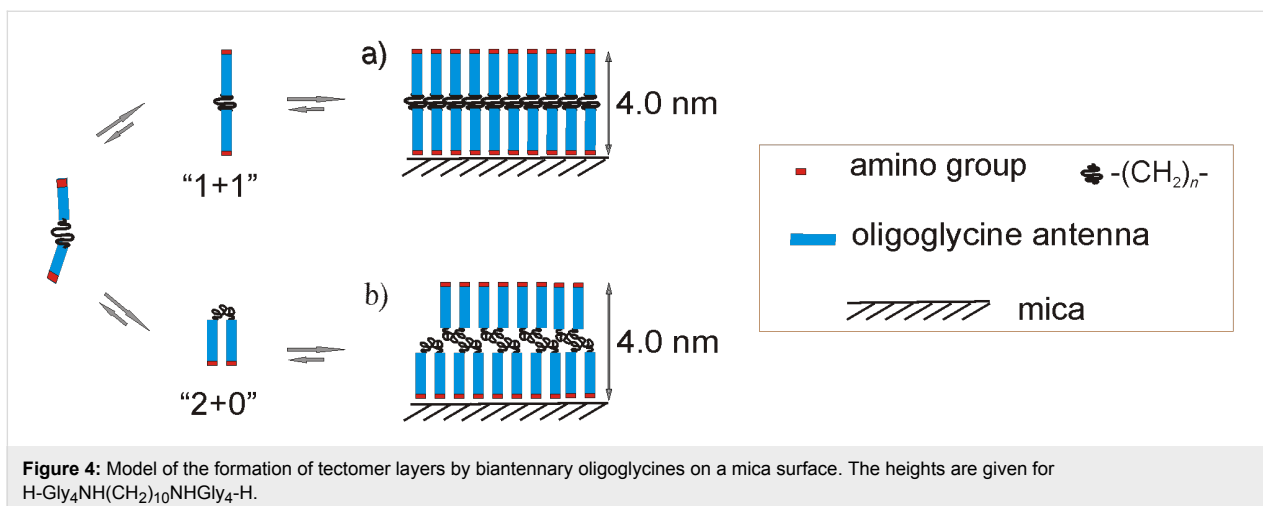 a)
4.0 nm
“1+1”
b)
4.0 nm
“2+0”
amino group
-(CH₂)ₙ-
oligoglycine antenna
mica
Figure 4: Model of the formation of tectomer layers by biantennary oligoglycines on a mica surface. The heights are given for
H-Gly₄NH(CH₂)₁₀NHGly₄-H.